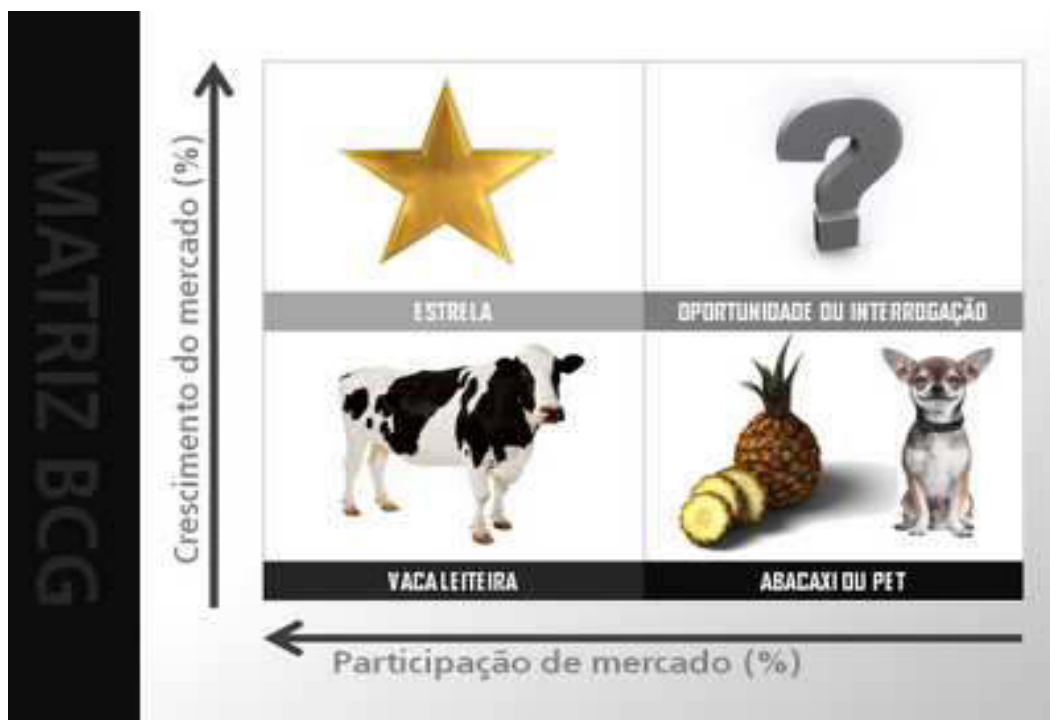 MATRIZ BCG
Crescimento do mercado (%)
ESTRELA
OPORTUNIDADE OU INTERROGAÇÃO
VACA LEITEIRA
ABACAXI OU PET
Participação de mercado (%)